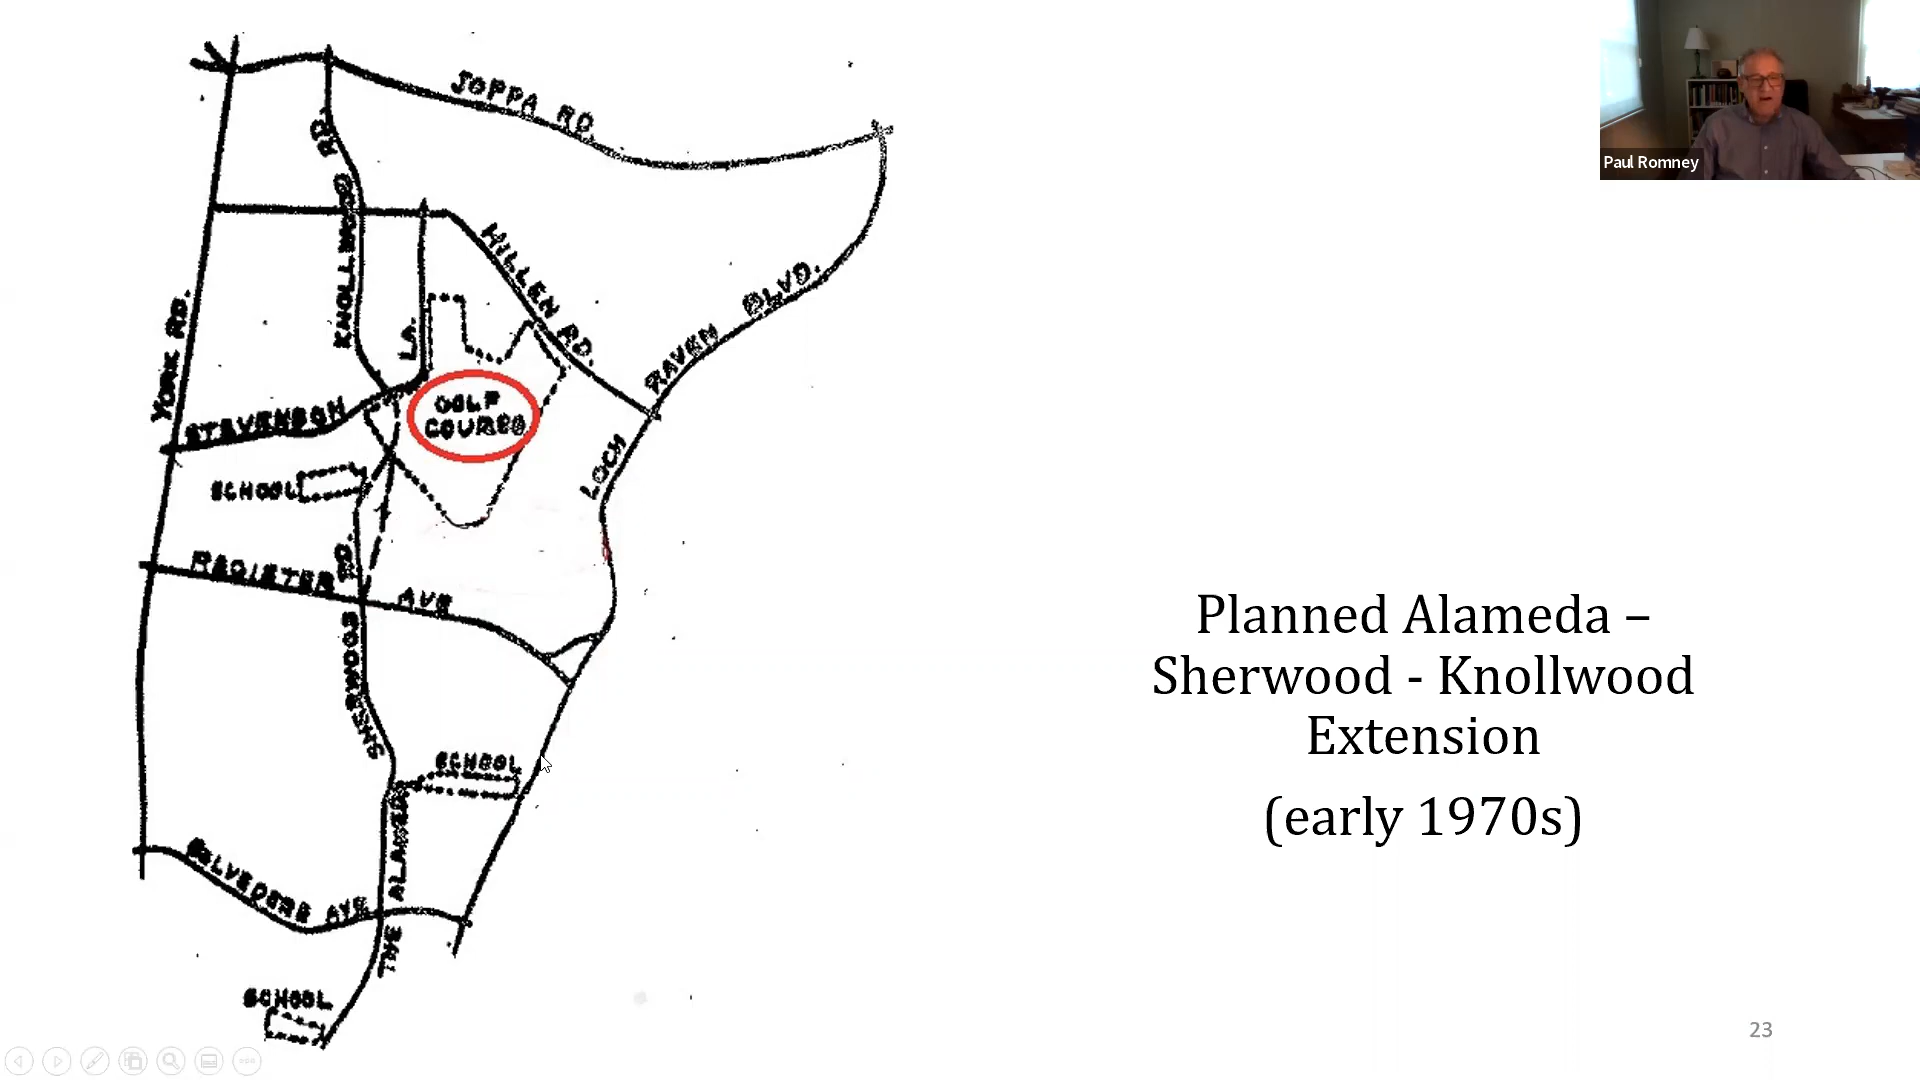 JOPPA RD.
KNOLLWOOD RD.
HILLEN RD.
YORK RD.
LOCH RAVEN BLVD.
STEVENSON LA.
GOLF
COURSE
SCHOOL
REGISTER AVE
SHERWOOD RD.
SCHOOL
THE ALAMEDA
BELVEDERE AVE
SCHOOL
Paul Romney
Planned Alameda –
Sherwood - Knollwood
Extension
(early 1970s)
23